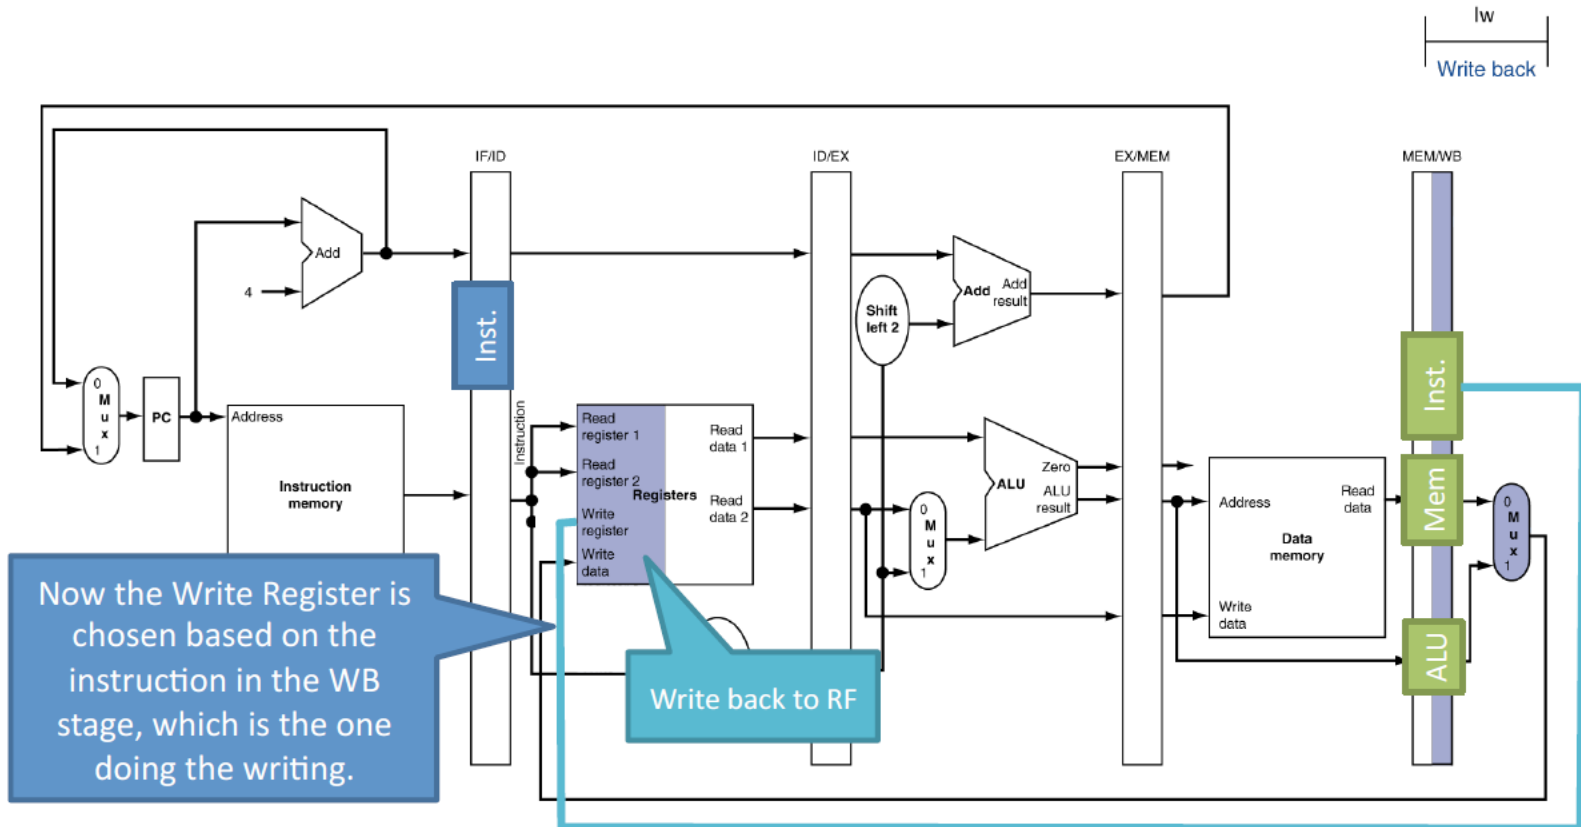 lw
Write back
IF/ID
ID/EX
EX/MEM
MEM/WB
Add
4
Shift
left 2
Add
Add
result
Inst.
Inst.
0
M
u
x
1
PC
Address
Instruction
memory
Instruction
Read
register 1
Read
register 2
Write
register
Write
data
Registers
Read
data 1
Read
data 2
0
M
u
x
1
ALU
Zero
ALU
result
Address
Write
data
Data
memory
Read
data
Mem
ALU
0
M
u
x
1
Now the Write Register is
chosen based on the
instruction in the WB
stage, which is the one
doing the writing.
Write back to RF